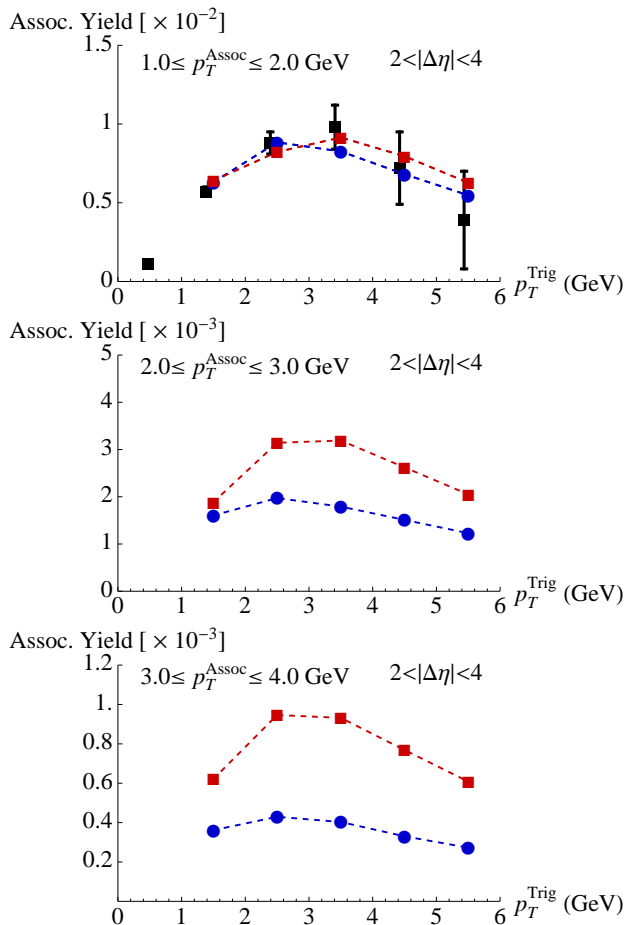 Assoc. Yield [ × 10⁻²]
1.5
1.0≤ p_T^Assoc ≤ 2.0 GeV 2<|Δη|<4
1
0.5
0
0 1 2 3 4 5 6 p_T^Trig (GeV)
Assoc. Yield [ × 10⁻³]
5
2.0≤ p_T^Assoc ≤ 3.0 GeV 2<|Δη|<4
4
3
2
1
0
0 1 2 3 4 5 6 p_T^Trig (GeV)
Assoc. Yield [ × 10⁻³]
1.2
3.0≤ p_T^Assoc ≤ 4.0 GeV 2<|Δη|<4
1.
0.8
0.6
0.4
0.2
0 1 2 3 4 5 6 p_T^Trig (GeV)